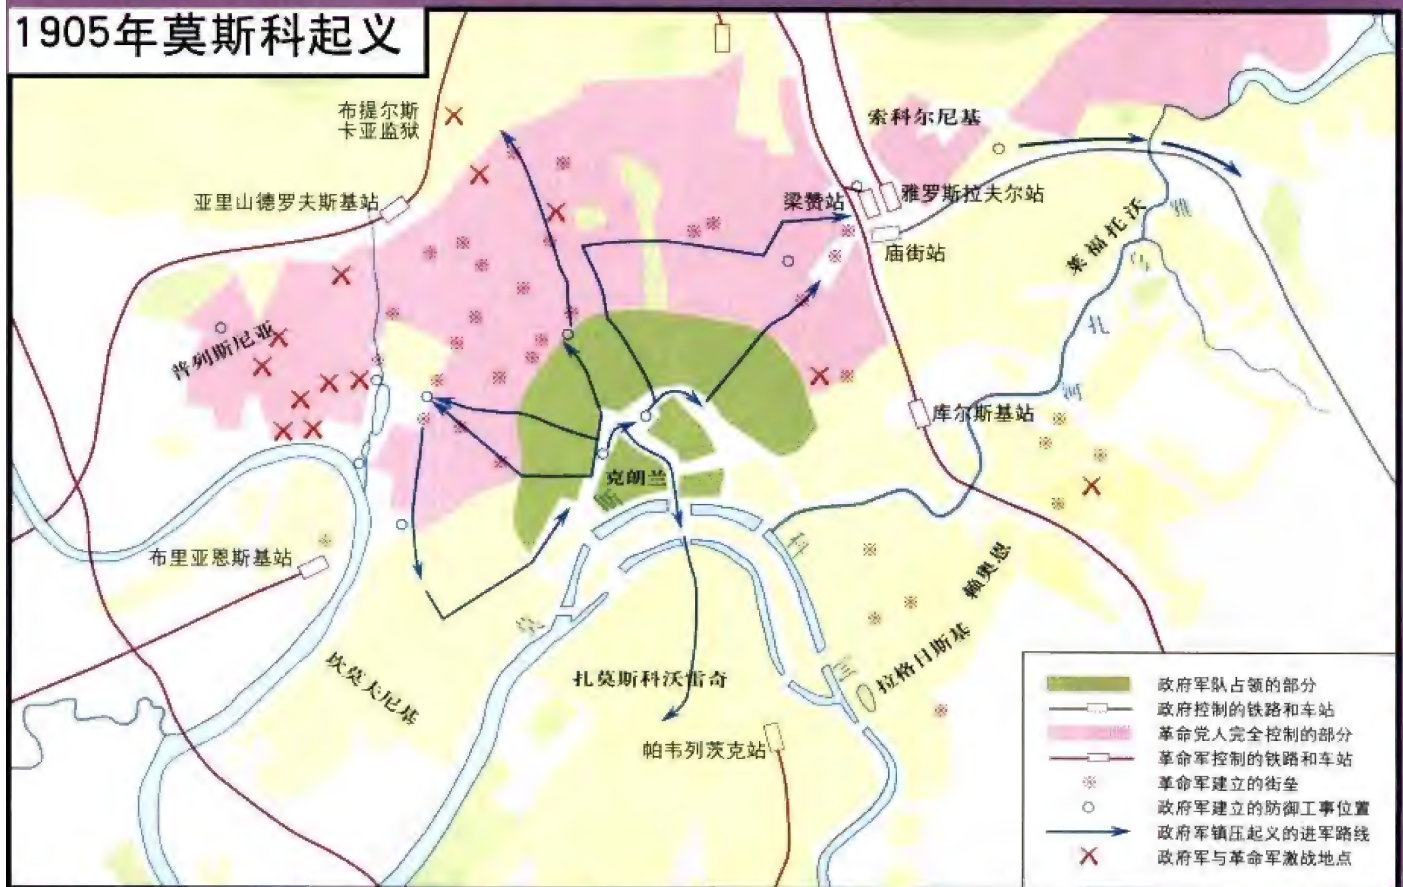 1905年莫斯科起义
布提尔斯
卡亚监狱
索科尔尼基
亚里山德罗夫斯基站
梁赞站
雅罗斯拉夫尔站
庙街站
莱福托沃
雅
乌
扎
河
普列斯尼亚
库尔斯基站
克朗兰
斯
科
布里亚恩斯基站
赖奥恩
莫
坎莫夫尼基
扎莫斯科沃雷奇
拉格日斯基
帕韦列茨克站
政府军队占领的部分
政府控制的铁路和车站
革命党人完全控制的部分
革命军控制的铁路和车站
革命军建立的街垒
政府军建立的防御工事位置
政府军镇压起义的进军路线
政府军与革命军激战地点